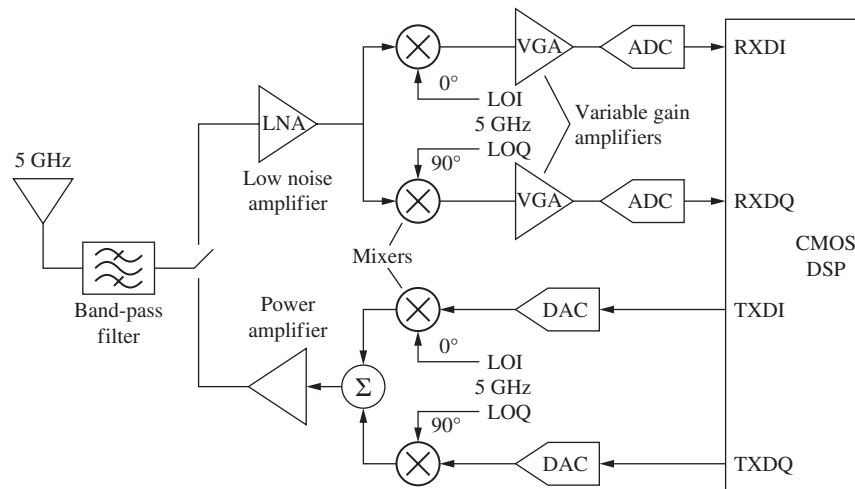 VGA
ADC
RXDI
0°
LOI
5 GHz
LOQ
90°
LNA
Low noise
amplifier
Variable gain
amplifiers
5 GHz
VGA
ADC
RXDQ
CMOS
DSP
Mixers
Band-pass
filter
Power
amplifier
DAC
TXDI
0°
LOI
5 GHz
LOQ
90°
Σ
DAC
TXDQ